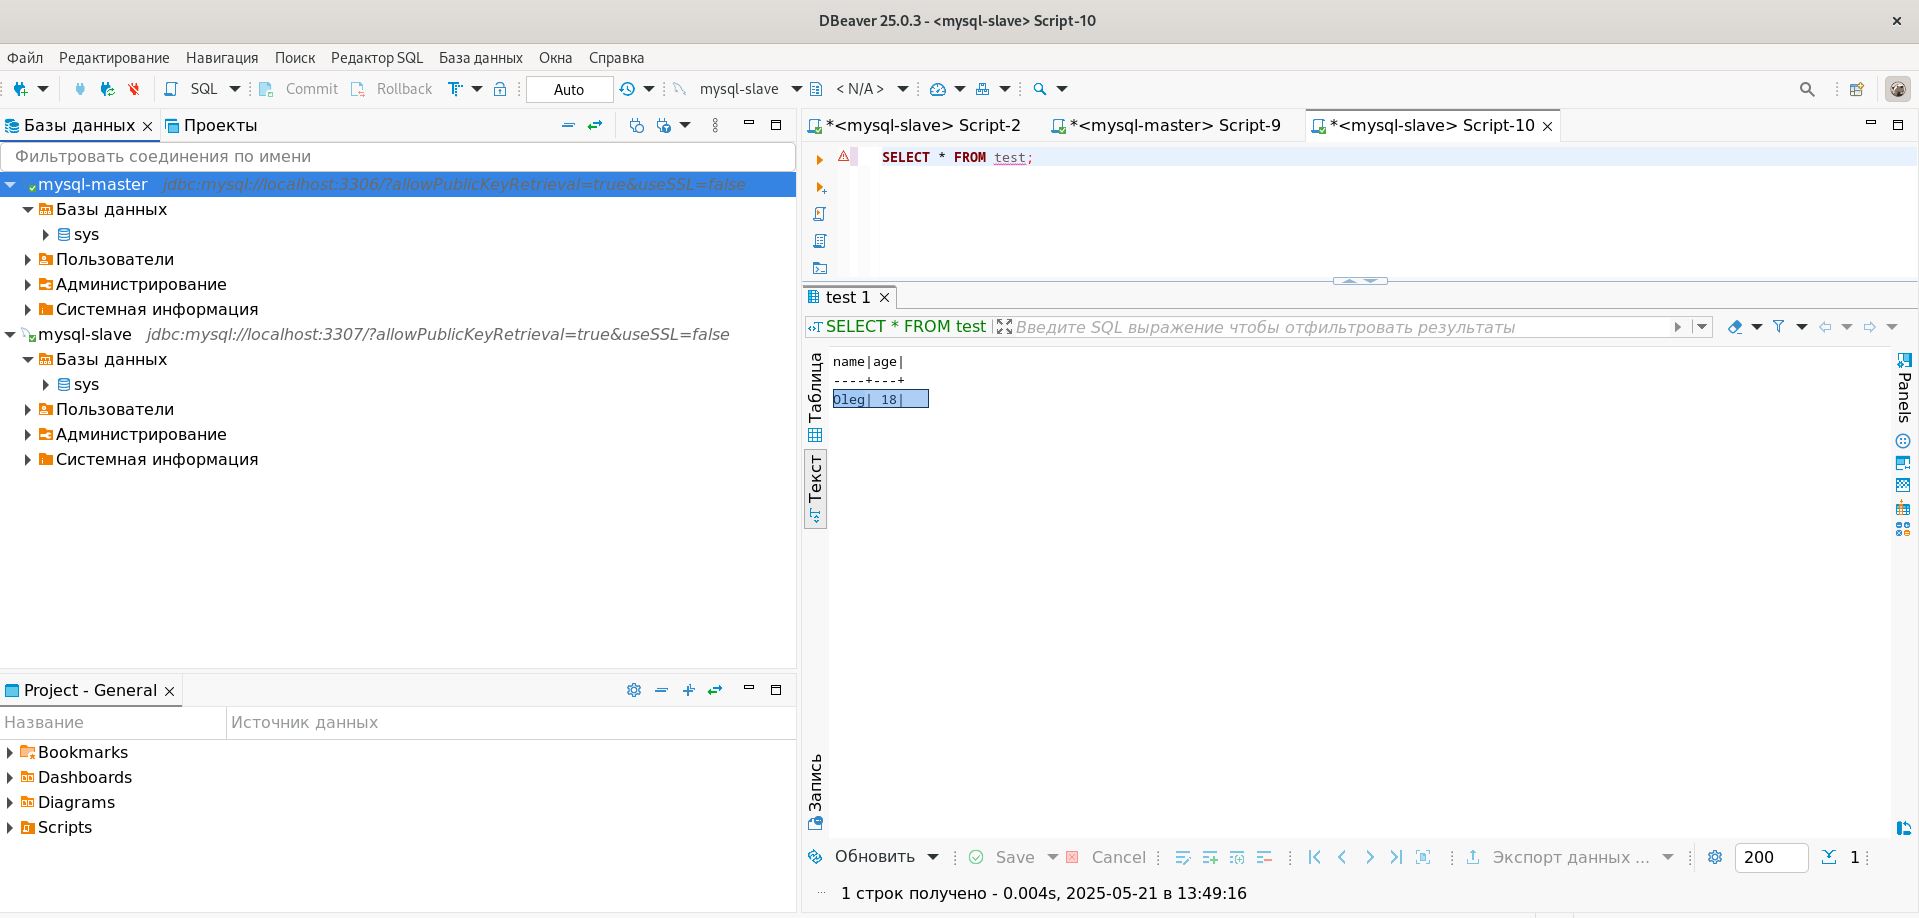 DBeaver 25.0.3 - <mysql-slave> Script-10
Файл Редактирование Навигация Поиск Редактор SQL База данных Окна Справка
SQL Commit Rollback Auto mysql-slave < N/A >
Базы данных Проекты
Фильтровать соединения по имени
mysql-master jdbc:mysql://localhost:3306/?allowPublicKeyRetrieval=true&useSSL=false
Базы данных
sys
Пользователи
Администрирование
Системная информация
mysql-slave jdbc:mysql://localhost:3307/?allowPublicKeyRetrieval=true&useSSL=false
Базы данных
sys
Пользователи
Администрирование
Системная информация
Project - General
Название Источник данных
Bookmarks
Dashboards
Diagrams
Scripts
*<mysql-slave> Script-2 *<mysql-master> Script-9 *<mysql-slave> Script-10
SELECT * FROM test;
test 1
SELECT * FROM test Введите SQL выражение чтобы отфильтровать результаты
Таблица
Текст
Запись
name|age|
----+---+
Oleg| 18|
Panels
Обновить Save Cancel Экспорт данных ... 200 1
1 строк получено - 0.004s, 2025-05-21 в 13:49:16